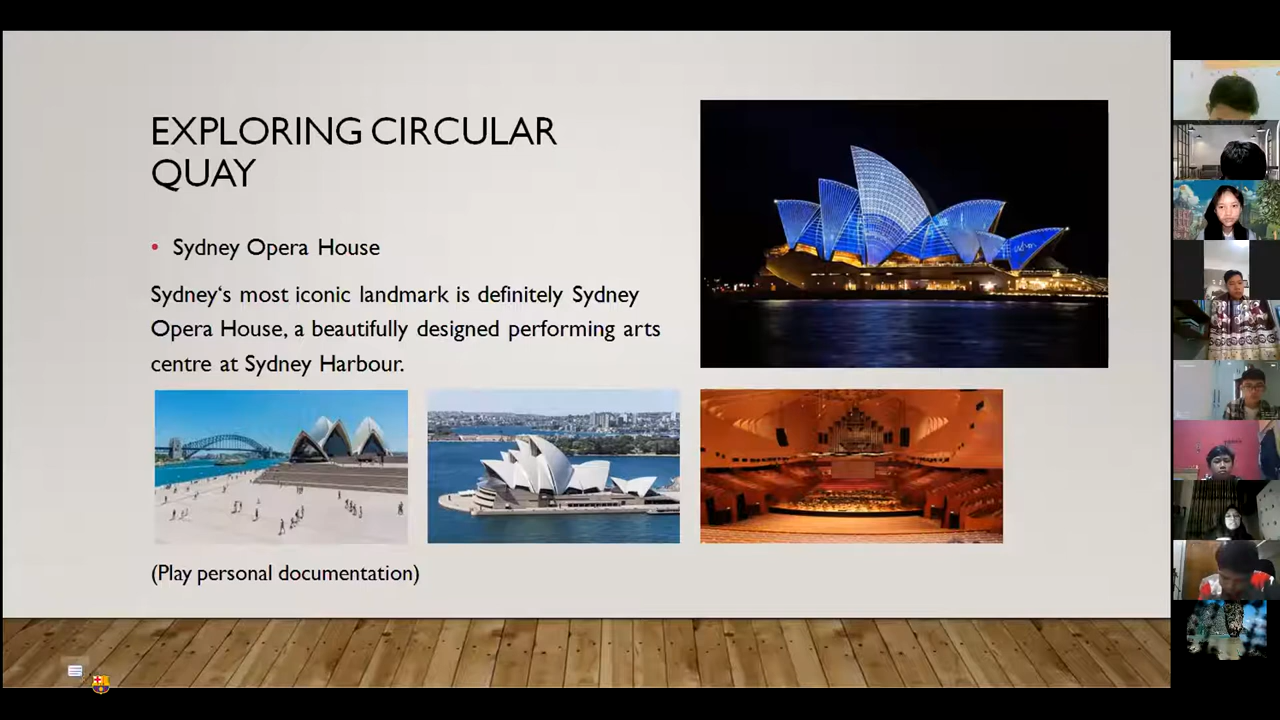 EXPLORING CIRCULAR
QUAY
• Sydney Opera House
Sydney‘s most iconic landmark is definitely Sydney
Opera House, a beautifully designed performing arts
centre at Sydney Harbour.
(Play personal documentation)